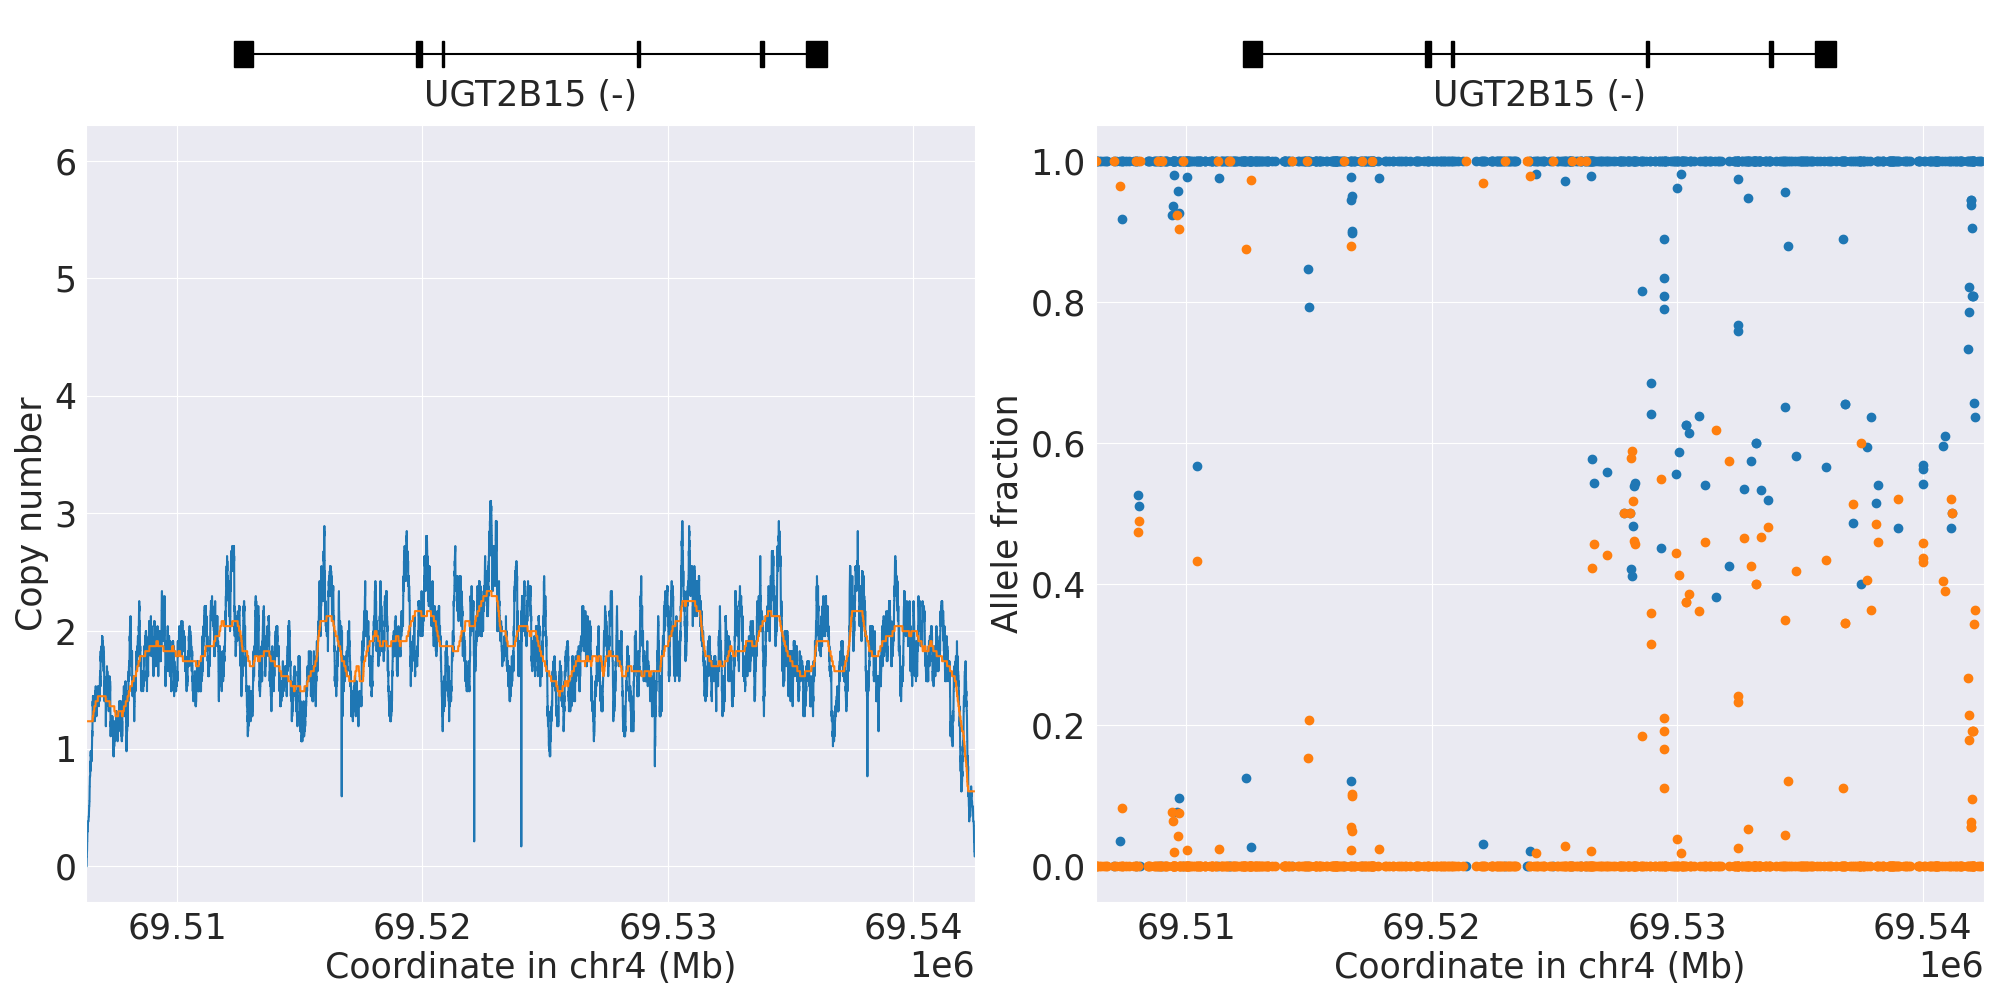 UGT2B15 (-)
Copy number
6
5
4
3
2
1
0
69.51 69.52 69.53 69.54
1e6
Coordinate in chr4 (Mb)
UGT2B15 (-)
Allele fraction
1.0
0.8
0.6
0.4
0.2
0.0
69.51 69.52 69.53 69.54
1e6
Coordinate in chr4 (Mb)